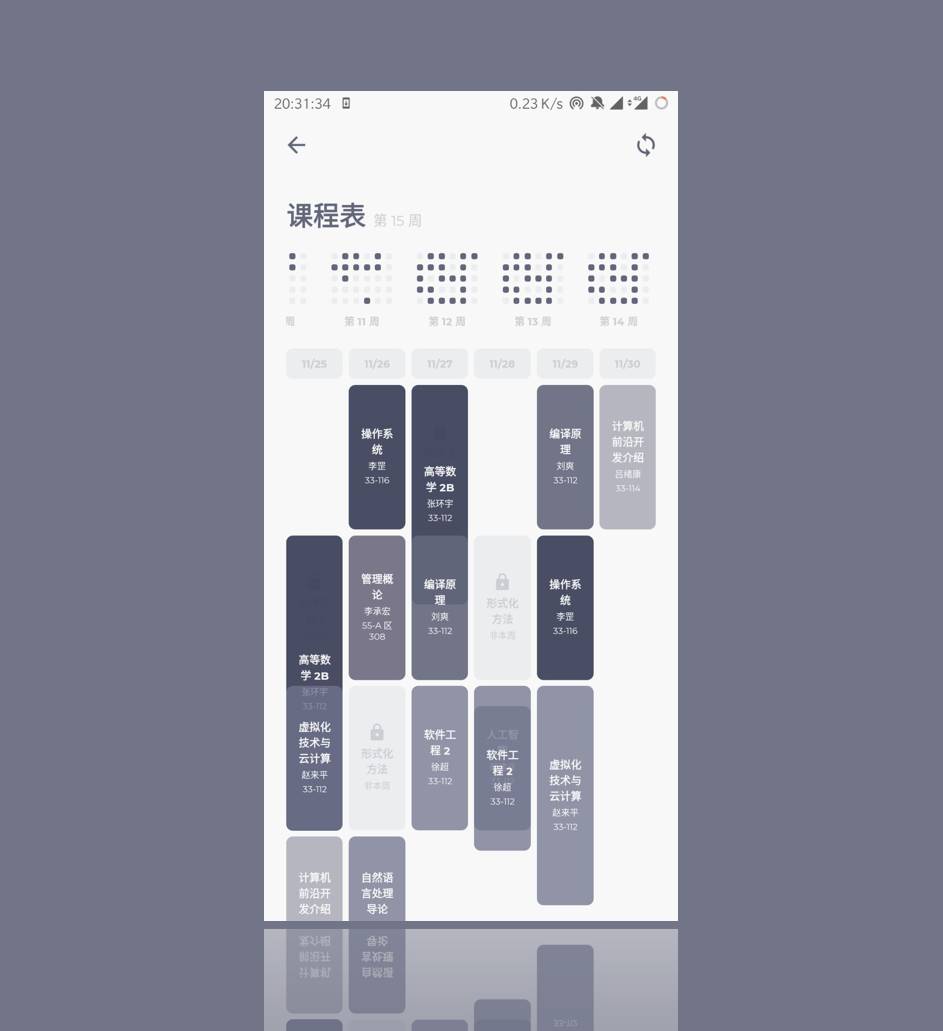 20:31:34
0.23 K/s
4G
课程表 第 15 周
周
第 11 周
第 12 周
第 13 周
第 14 周
11/25
11/26
11/27
11/28
11/29
11/30
操作系
统
李罡
33-116
高等数
学 2B
张环宇
33-112
编译原
理
刘爽
33-112
计算机
前沿开
发介绍
吕绪康
33-114
高等数
学 2B
张环宇
33-112
管理概
论
李承宏
55-A 区
308
编译原
理
刘爽
33-112
形式化
方法
非本周
操作系
统
李罡
33-116
虚拟化
技术与
云计算
赵来平
33-112
形式化
方法
非本周
软件工
程 2
徐超
33-112
人工智
软件工
程 2
徐超
33-112
虚拟化
技术与
云计算
赵来平
33-112
计算机
前沿开
发介绍
自然语
言处理
导论